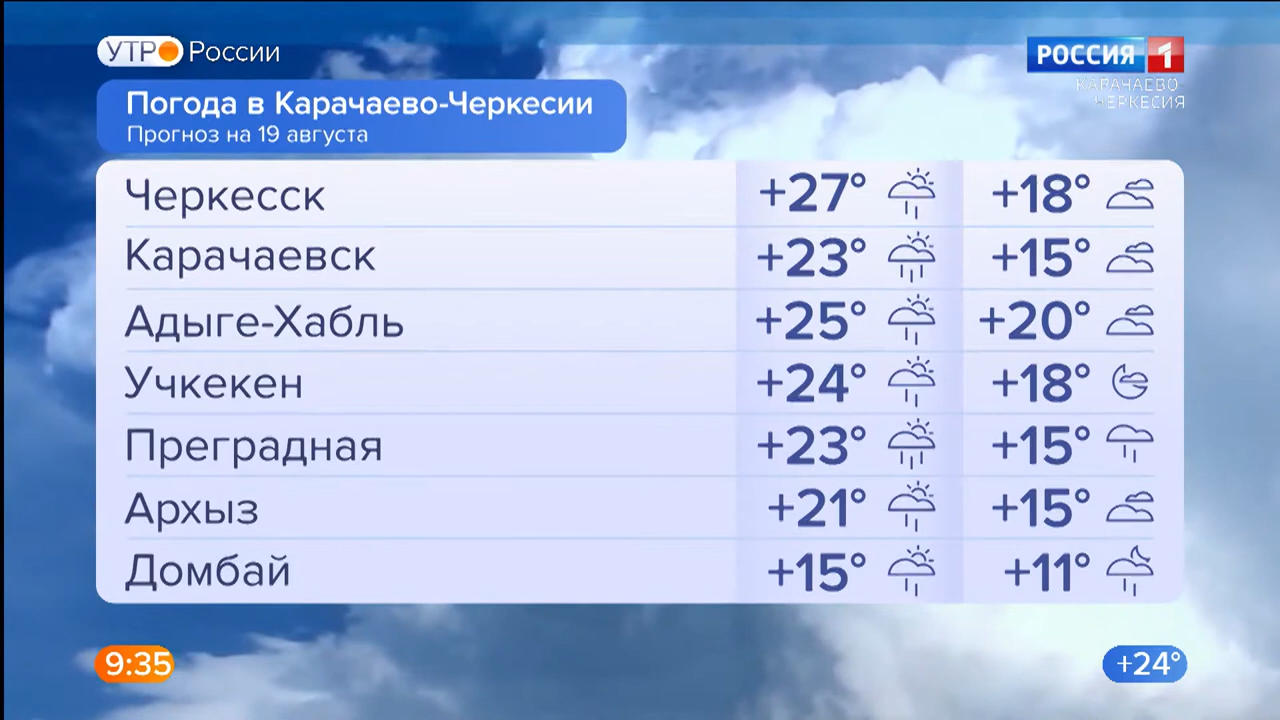 УТРО России
РОССИЯ 1
КАРАЧАЕВО
ЧЕРКЕСИЯ
Погода в Карачаево-Черкесии
Прогноз на 19 августа
Черкесск +27° +18°
Карачаевск +23° +15°
Адыге-Хабль +25° +20°
Учкекен +24° +18°
Преградная +23° +15°
Архыз +21° +15°
Домбай +15° +11°
9:35
+24°